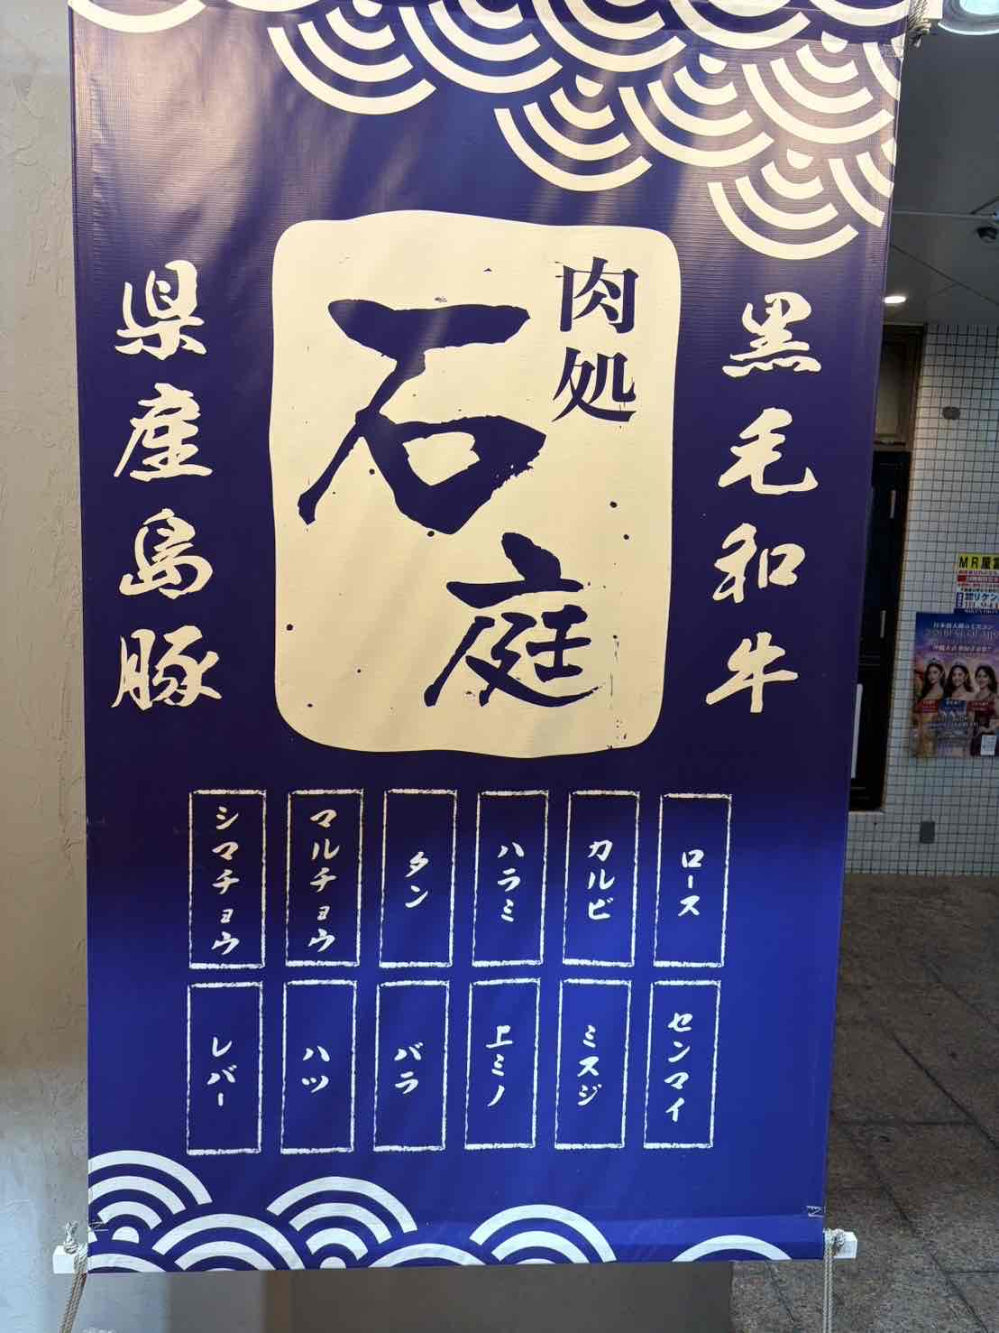 黒毛和牛
肉処
石庭
県産島豚
ロース
カルビ
ハラミ
タン
マルチョウ
シマチョウ
センマイ
ミスジ
上ミノ
バラ
ハツ
レバー